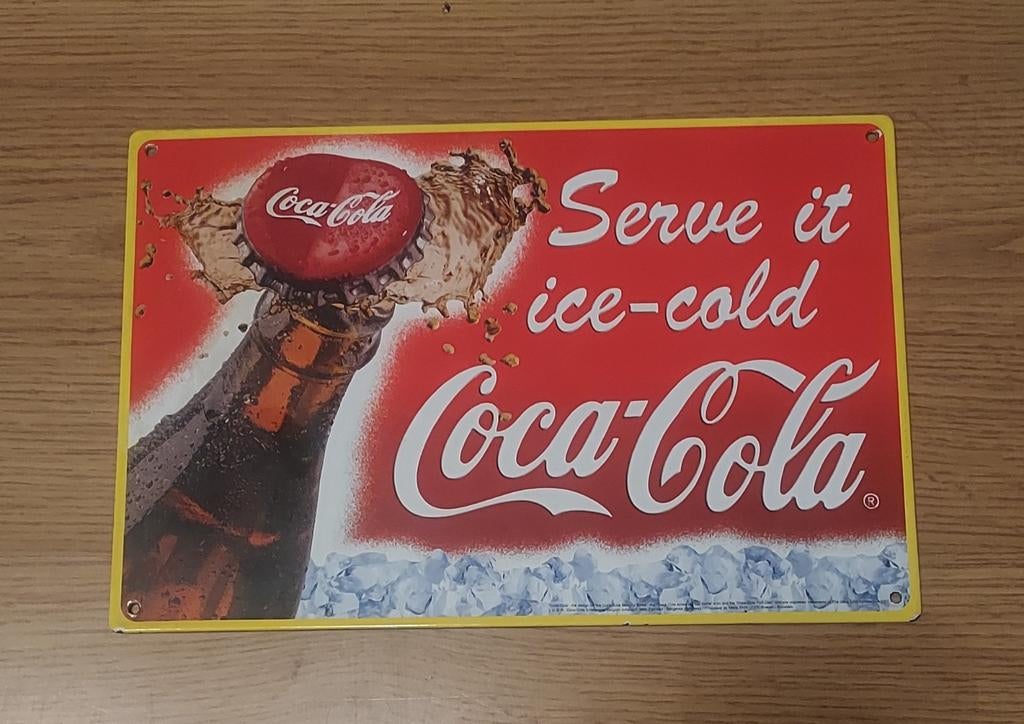 Coca-Cola
Serve it
ice-cold
Coca-Cola
®